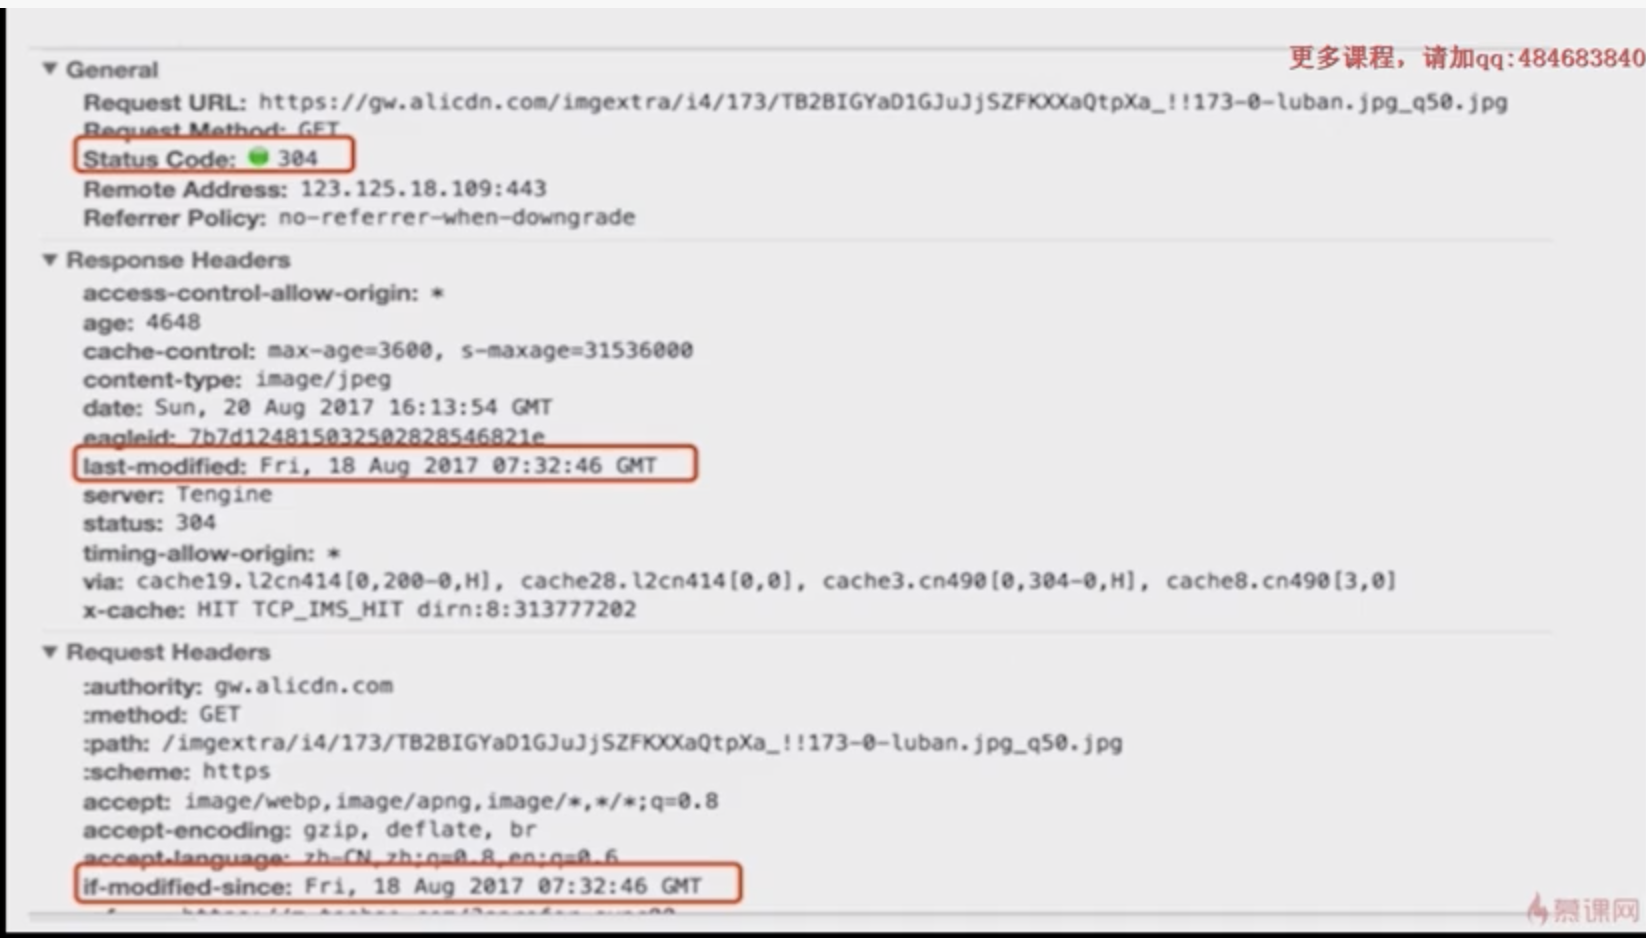 更多课程，请加qq:484683840
▼ General
Request URL: https://gw.alicdn.com/imgextra/i4/173/TB2BIGYaD1GJuJjSZFKXXaQtpXa_!!173-0-luban.jpg_q50.jpg
Request Method: GET
Status Code: 304
Remote Address: 123.125.18.109:443
Referrer Policy: no-referrer-when-downgrade
▼ Response Headers
access-control-allow-origin: *
age: 4648
cache-control: max-age=3600, s-maxage=31536000
content-type: image/jpeg
date: Sun, 20 Aug 2017 16:13:54 GMT
eagleid: 7b7d12481503250282854682​1e
last-modified: Fri, 18 Aug 2017 07:32:46 GMT
server: Tengine
status: 304
timing-allow-origin: *
via: cache19.l2cn414[0,200-0,H], cache28.l2cn414[0,0], cache3.cn490[0,304-0,H], cache8.cn490[3,0]
x-cache: HIT TCP_IMS_HIT dirn:8:313777202
▼ Request Headers
:authority: gw.alicdn.com
:method: GET
:path: /imgextra/i4/173/TB2BIGYaD1GJuJjSZFKXXaQtpXa_!!173-0-luban.jpg_q50.jpg
:scheme: https
accept: image/webp,image/apng,image/*,*/*;q=0.8
accept-encoding: gzip, deflate, br
accept-language: zh-CN,zh;q=0.8,en;q=0.6
if-modified-since: Fri, 18 Aug 2017 07:32:46 GMT
慕课网